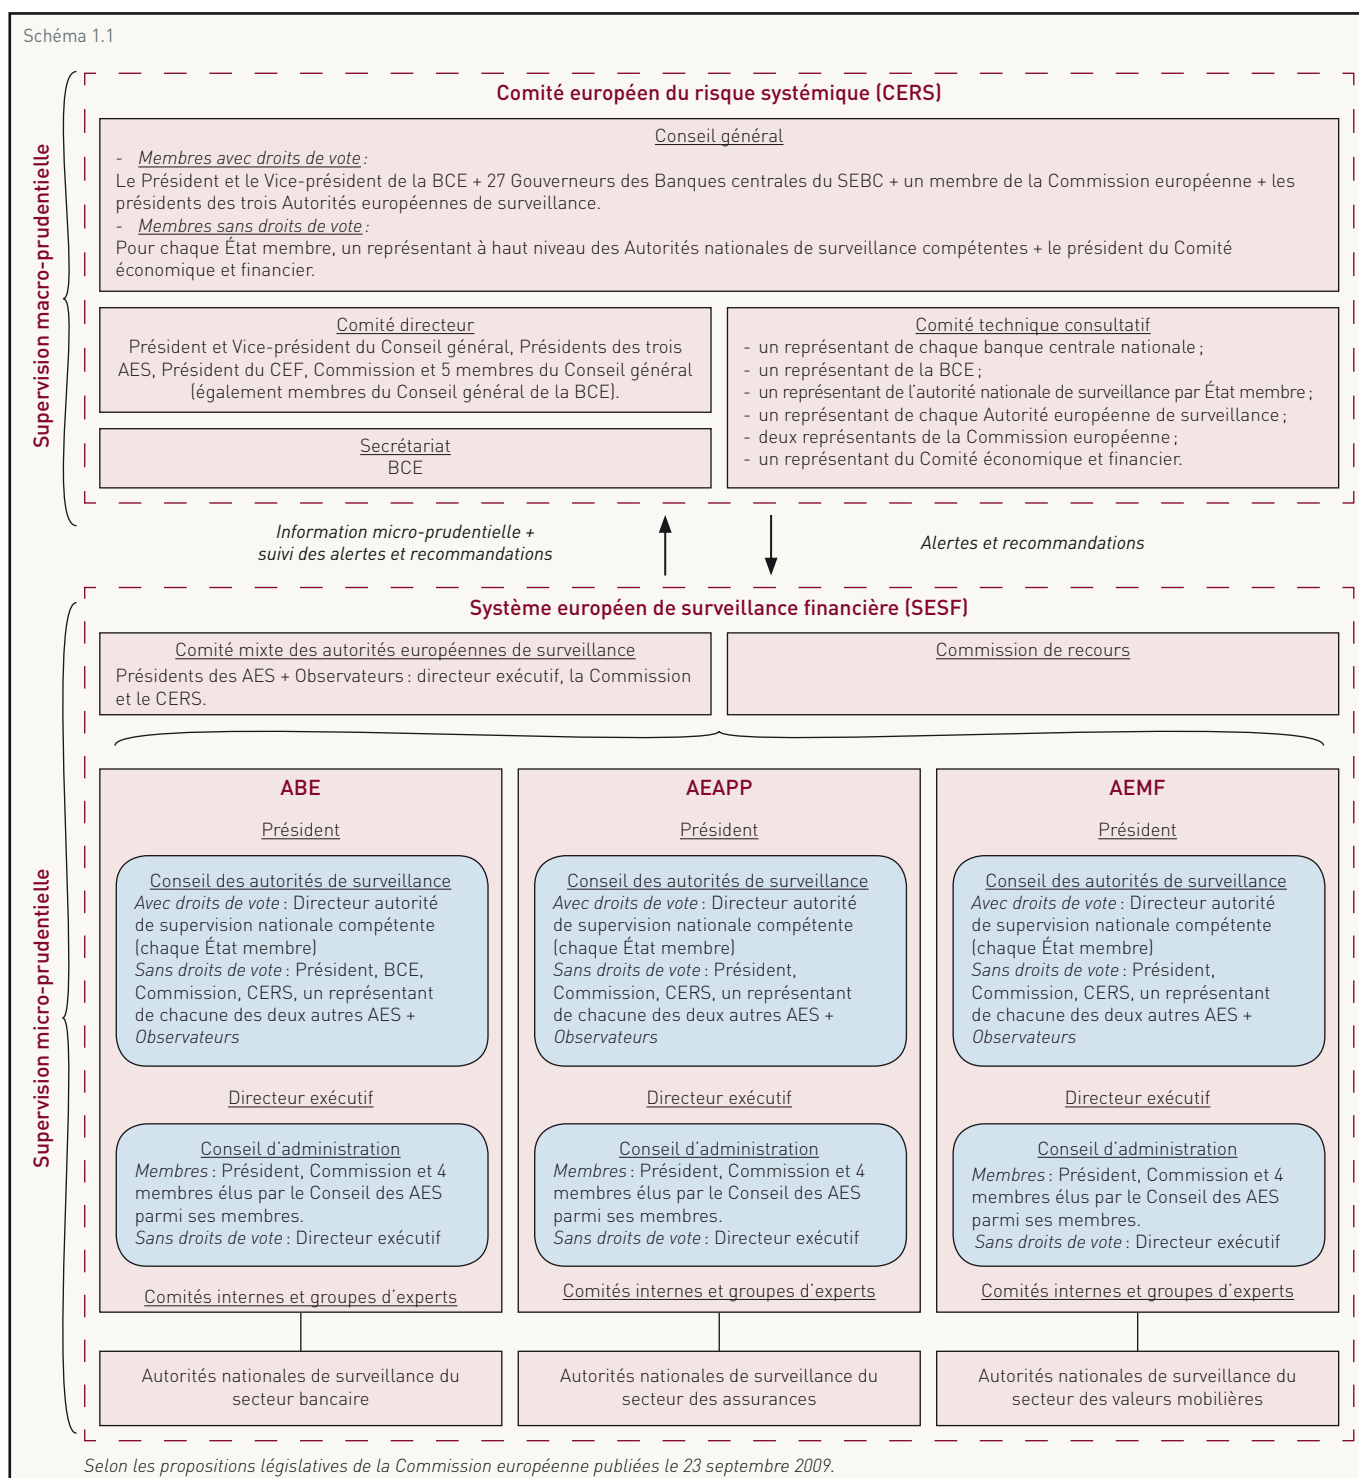 Schéma 1.1
Supervision macro-prudentielle
Comité européen du risque systémique (CERS)
Conseil général
- Membres avec droits de vote :
Le Président et le Vice-président de la BCE + 27 Gouverneurs des Banques centrales du SEBC + un membre de la Commission européenne + les
présidents des trois Autorités européennes de surveillance.
- Membres sans droits de vote :
Pour chaque État membre, un représentant à haut niveau des Autorités nationales de surveillance compétentes + le président du Comité
économique et financier.
Comité directeur
Président et Vice-président du Conseil général, Présidents des trois
AES, Président du CEF, Commission et 5 membres du Conseil général
(également membres du Conseil général de la BCE).
Secrétariat
BCE
Comité technique consultatif
- un représentant de chaque banque centrale nationale ;
- un représentant de la BCE ;
- un représentant de l'autorité nationale de surveillance par État membre ;
- un représentant de chaque Autorité européenne de surveillance ;
- deux représentants de la Commission européenne ;
- un représentant du Comité économique et financier.
Information micro-prudentielle +
suivi des alertes et recommandations
Alertes et recommandations
Supervision micro-prudentielle
Système européen de surveillance financière (SESF)
Comité mixte des autorités européennes de surveillance
Présidents des AES + Observateurs : directeur exécutif, la Commission
et le CERS.
Commission de recours
ABE
Président
Conseil des autorités de surveillance
Avec droits de vote : Directeur autorité
de supervision nationale compétente
(chaque État membre)
Sans droits de vote : Président, BCE,
Commission, CERS, un représentant
de chacune des deux autres AES +
Observateurs
Directeur exécutif
Conseil d'administration
Membres : Président, Commission et 4
membres élus par le Conseil des AES
parmi ses membres.
Sans droits de vote : Directeur exécutif
Comités internes et groupes d'experts
Autorités nationales de surveillance du
secteur bancaire
AEAPP
Président
Conseil des autorités de surveillance
Avec droits de vote : Directeur autorité
de supervision nationale compétente
(chaque État membre)
Sans droits de vote : Président,
Commission, CERS, un représentant
de chacune des deux autres AES +
Observateurs
Directeur exécutif
Conseil d'administration
Membres : Président, Commission et 4
membres élus par le Conseil des AES
parmi ses membres.
Sans droits de vote : Directeur exécutif
Comités internes et groupes d'experts
Autorités nationales de surveillance du
secteur des assurances
AEMF
Président
Conseil des autorités de surveillance
Avec droits de vote : Directeur autorité
de supervision nationale compétente
(chaque État membre)
Sans droits de vote : Président,
Commission, CERS, un représentant
de chacune des deux autres AES +
Observateurs
Directeur exécutif
Conseil d'administration
Membres : Président, Commission et 4
membres élus par le Conseil des AES
parmi ses membres.
Sans droits de vote : Directeur exécutif
Comités internes et groupes d'experts
Autorités nationales de surveillance du
secteur des valeurs mobilières
Selon les propositions législatives de la Commission européenne publiées le 23 septembre 2009.